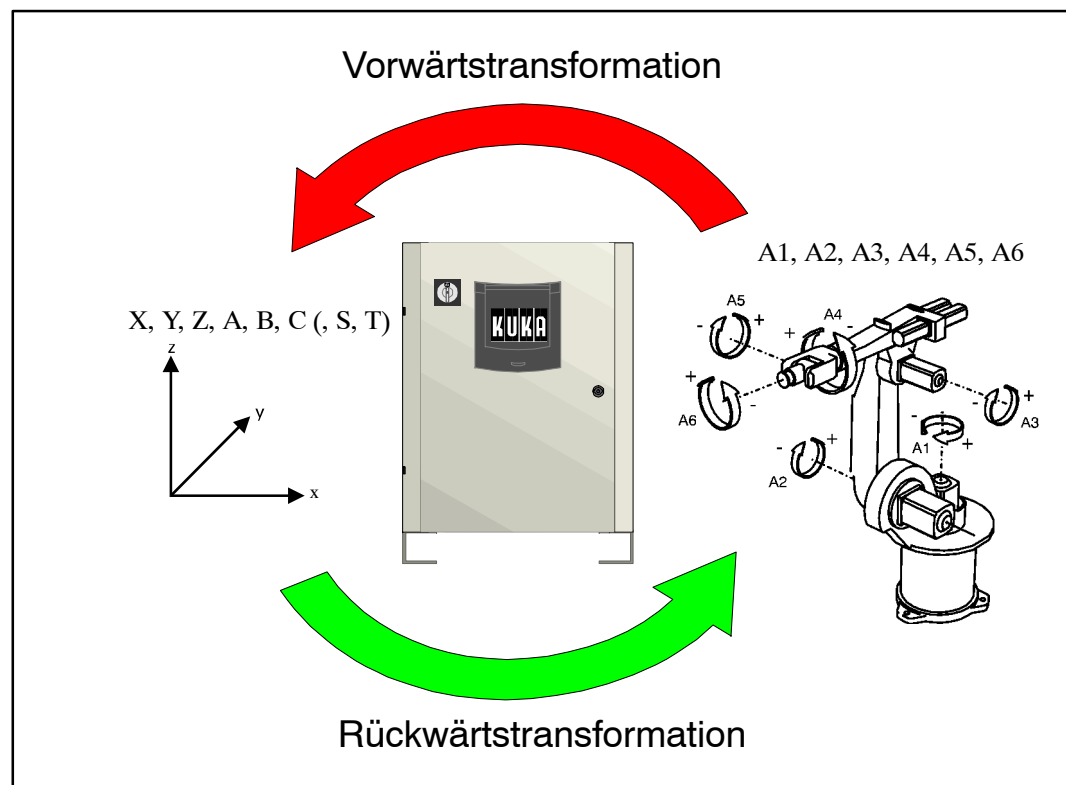 Vorwärtstransformation
A1, A2, A3, A4, A5, A6
X, Y, Z, A, B, C (, S, T)
z
y
x
KUKA
A5
- +
+ A4 -
+
A6 -
- +
A3
-
A1 +
- +
A2
Rückwärtstransformation